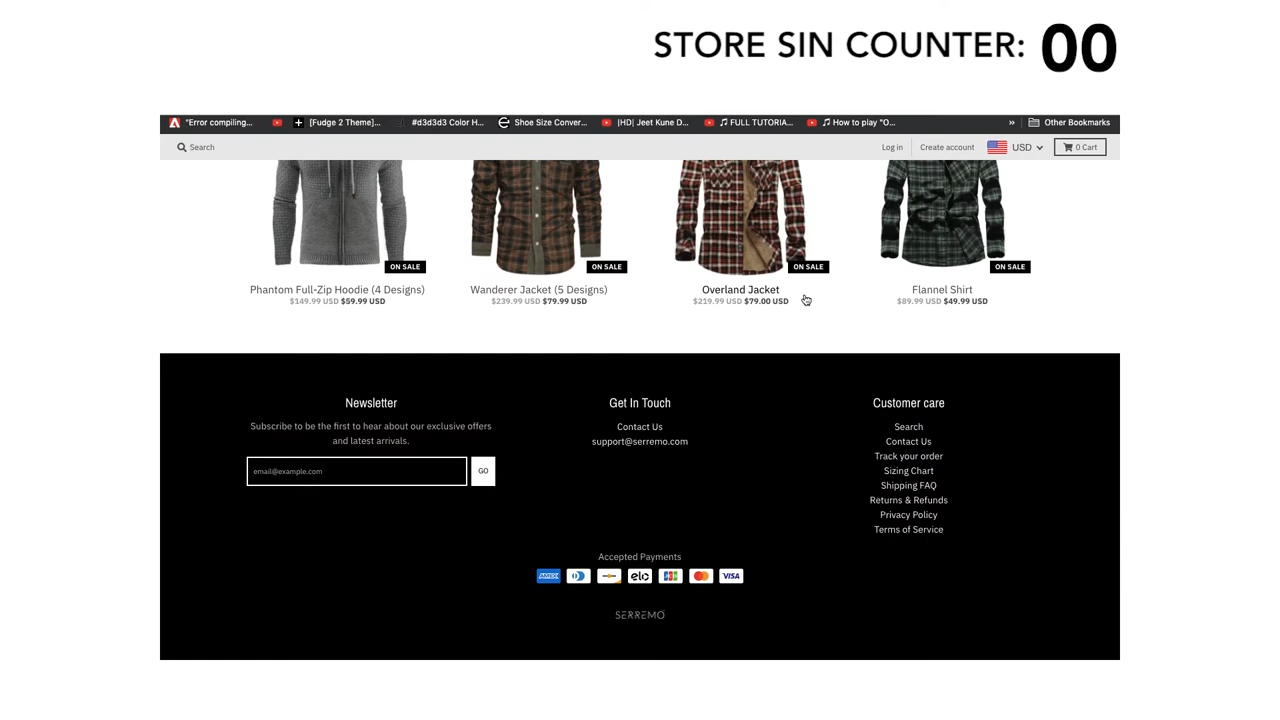 STORE SIN COUNTER: 00
"Error compiling... [Fudge 2 Theme]... #d3d3d3 Color H... Shoe Size Conver... |HD| Jeet Kune D... 🎵 FULL TUTORIA... 🎵 How to play "O... » Other Bookmarks
Search Log in Create account USD 0 Cart
ON SALE ON SALE ON SALE ON SALE
Phantom Full-Zip Hoodie (4 Designs) Wanderer Jacket (5 Designs) Overland Jacket Flannel Shirt
$149.99 USD $59.99 USD $239.99 USD $79.99 USD $219.99 USD $79.00 USD $89.99 USD $49.99 USD
Newsletter
Subscribe to be the first to hear about our exclusive offers
and latest arrivals.
email@example.com GO
Get In Touch
Contact Us
support@serremo.com
Customer care
Search
Contact Us
Track your order
Sizing Chart
Shipping FAQ
Returns & Refunds
Privacy Policy
Terms of Service
Accepted Payments
AMEX elo JCB VISA
SERREMO